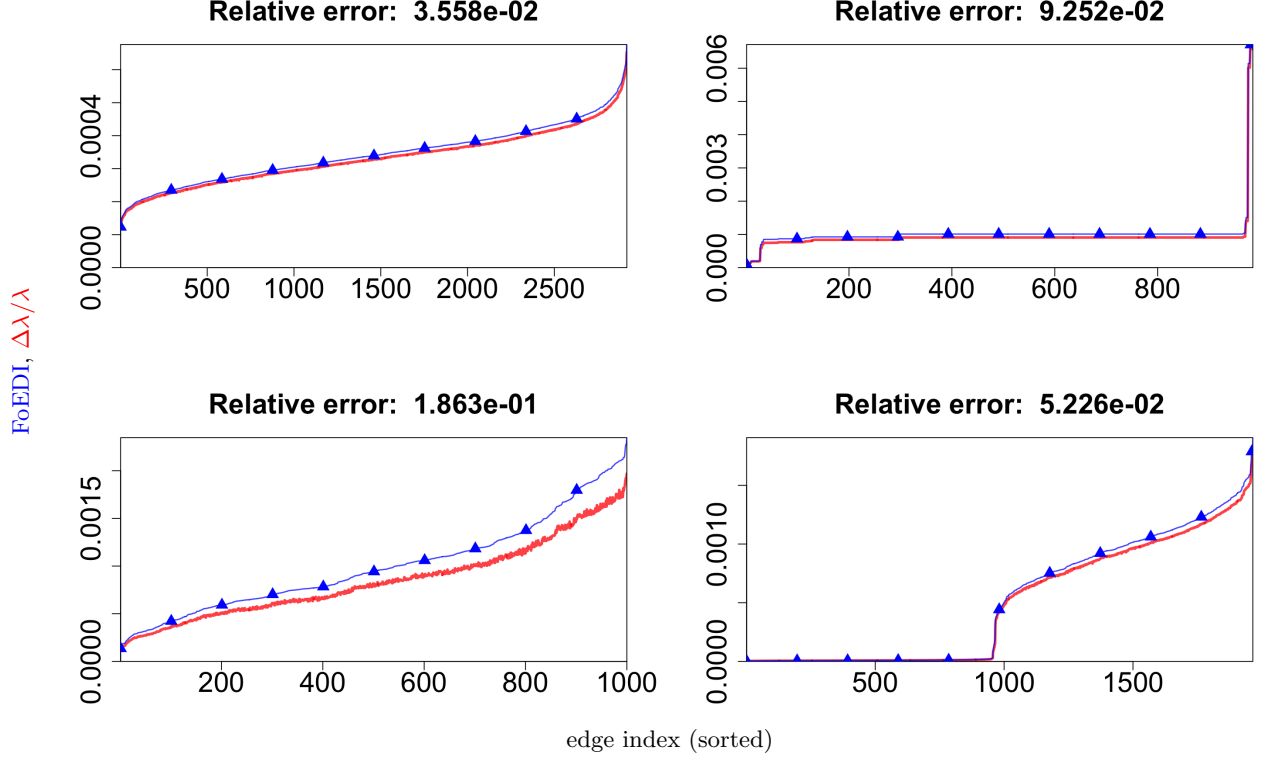 Relative error: 3.558e-02
0.0000 0.0004
500 1000 1500 2000 2500
Relative error: 9.252e-02
0.000 0.003 0.006
200 400 600 800
FoEDI, Δλ/λ
Relative error: 1.863e-01
0.0000 0.0015
200 400 600 800 1000
Relative error: 5.226e-02
0.0000 0.0010
500 1000 1500
edge index (sorted)